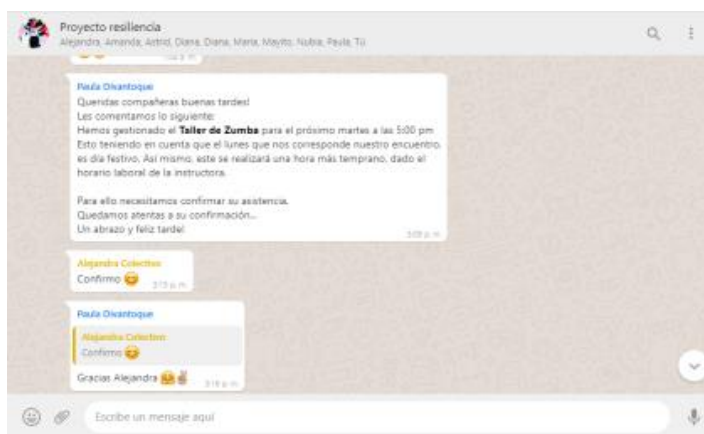 Proyecto resiliencia
Alejandra, Amanda, Astrid, Diana, Diana, Maria, Mayito, Nubia, Paula, Tú
Paula Divantoque
Queridas compañeras buenas tardes!
Les comentamos lo siguiente:
Hemos gestionado el Taller de Zumba para el próximo martes a las 5:00 pm
Esto teniendo en cuenta que el lunes que nos corresponde nuestro encuentro,
es día festivo, Así mismo, este se realizará una hora más temprano, dado el
horario laboral de la instructora.
Para ello necesitamos confirmar su asistencia.
Quedamos atentas a su confirmación...
Un abrazo y feliz tarde!
Alejandra Colectivo
Confirmo 😊
3:13 p. m.
Paula Divantoque
Alejandra Colectivo
Confirmo 😊
Gracias Alejandra 🤗✌
Escribe un mensaje aquí